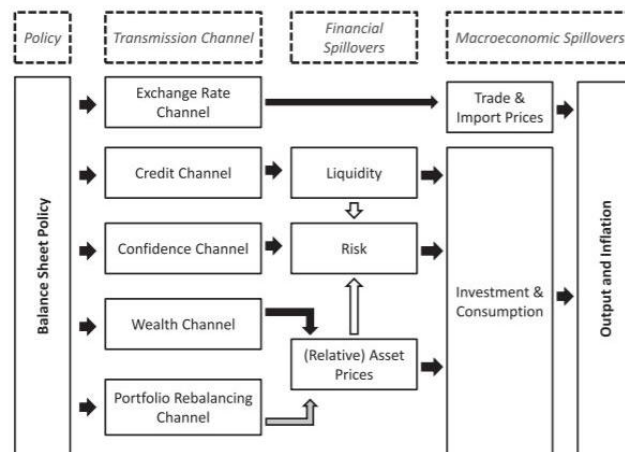 Policy
Transmission Channel
Financial
Spillovers
Macroeconomic Spillovers
Balance Sheet Policy
Exchange Rate
Channel
Trade &
Import Prices
Output and Inflation
Credit Channel
Liquidity
Confidence Channel
Risk
Investment &
Consumption
Wealth Channel
(Relative) Asset
Prices
Portfolio Rebalancing
Channel